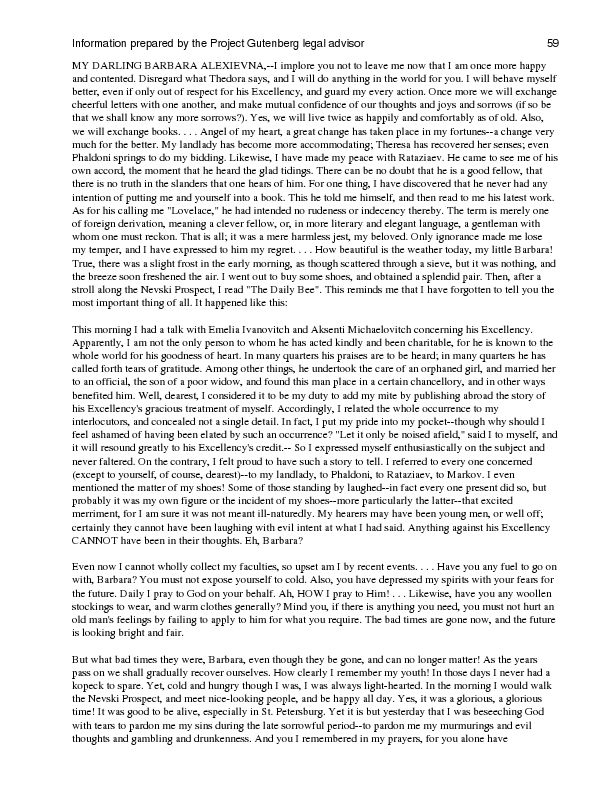 Information prepared by the Project Gutenberg legal advisor 59
MY DARLING BARBARA ALEXIEVNA,--I implore you not to leave me now that I am once more happy
and contented. Disregard what Thedora says, and I will do anything in the world for you. I will behave myself
better, even if only out of respect for his Excellency, and guard my every action. Once more we will exchange
cheerful letters with one another, and make mutual confidence of our thoughts and joys and sorrows (if so be
that we shall know any more sorrows?). Yes, we will live twice as happily and comfortably as of old. Also,
we will exchange books. . . . Angel of my heart, a great change has taken place in my fortunes--a change very
much for the better. My landlady has become more accommodating; Theresa has recovered her senses; even
Phaldoni springs to do my bidding. Likewise, I have made my peace with Rataziaev. He came to see me of his
own accord, the moment that he heard the glad tidings. There can be no doubt that he is a good fellow, that
there is no truth in the slanders that one hears of him. For one thing, I have discovered that he never had any
intention of putting me and yourself into a book. This he told me himself, and then read to me his latest work.
As for his calling me "Lovelace," he had intended no rudeness or indecency thereby. The term is merely one
of foreign derivation, meaning a clever fellow, or, in more literary and elegant language, a gentleman with
whom one must reckon. That is all; it was a mere harmless jest, my beloved. Only ignorance made me lose
my temper, and I have expressed to him my regret. . . . How beautiful is the weather today, my little Barbara!
True, there was a slight frost in the early morning, as though scattered through a sieve, but it was nothing, and
the breeze soon freshened the air. I went out to buy some shoes, and obtained a splendid pair. Then, after a
stroll along the Nevski Prospect, I read "The Daily Bee". This reminds me that I have forgotten to tell you the
most important thing of all. It happened like this:
This morning I had a talk with Emelia Ivanovitch and Aksenti Michaelovitch concerning his Excellency.
Apparently, I am not the only person to whom he has acted kindly and been charitable, for he is known to the
whole world for his goodness of heart. In many quarters his praises are to be heard; in many quarters he has
called forth tears of gratitude. Among other things, he undertook the care of an orphaned girl, and married her
to an official, the son of a poor widow, and found this man place in a certain chancellory, and in other ways
benefited him. Well, dearest, I considered it to be my duty to add my mite by publishing abroad the story of
his Excellency's gracious treatment of myself. Accordingly, I related the whole occurrence to my
interlocutors, and concealed not a single detail. In fact, I put my pride into my pocket--though why should I
feel ashamed of having been elated by such an occurrence? "Let it only be noised afield," said I to myself, and
it will resound greatly to his Excellency's credit.-- So I expressed myself enthusiastically on the subject and
never faltered. On the contrary, I felt proud to have such a story to tell. I referred to every one concerned
(except to yourself, of course, dearest)--to my landlady, to Phaldoni, to Rataziaev, to Markov. I even
mentioned the matter of my shoes! Some of those standing by laughed--in fact every one present did so, but
probably it was my own figure or the incident of my shoes--more particularly the latter--that excited
merriment, for I am sure it was not meant ill-naturedly. My hearers may have been young men, or well off;
certainly they cannot have been laughing with evil intent at what I had said. Anything against his Excellency
CANNOT have been in their thoughts. Eh, Barbara?
Even now I cannot wholly collect my faculties, so upset am I by recent events. . . . Have you any fuel to go on
with, Barbara? You must not expose yourself to cold. Also, you have depressed my spirits with your fears for
the future. Daily I pray to God on your behalf. Ah, HOW I pray to Him! . . . Likewise, have you any woollen
stockings to wear, and warm clothes generally? Mind you, if there is anything you need, you must not hurt an
old man's feelings by failing to apply to him for what you require. The bad times are gone now, and the future
is looking bright and fair.
But what bad times they were, Barbara, even though they be gone, and can no longer matter! As the years
pass on we shall gradually recover ourselves. How clearly I remember my youth! In those days I never had a
kopeck to spare. Yet, cold and hungry though I was, I was always light-hearted. In the morning I would walk
the Nevski Prospect, and meet nice-looking people, and be happy all day. Yes, it was a glorious, a glorious
time! It was good to be alive, especially in St. Petersburg. Yet it is but yesterday that I was beseeching God
with tears to pardon me my sins during the late sorrowful period--to pardon me my murmurings and evil
thoughts and gambling and drunkenness. And you I remembered in my prayers, for you alone have